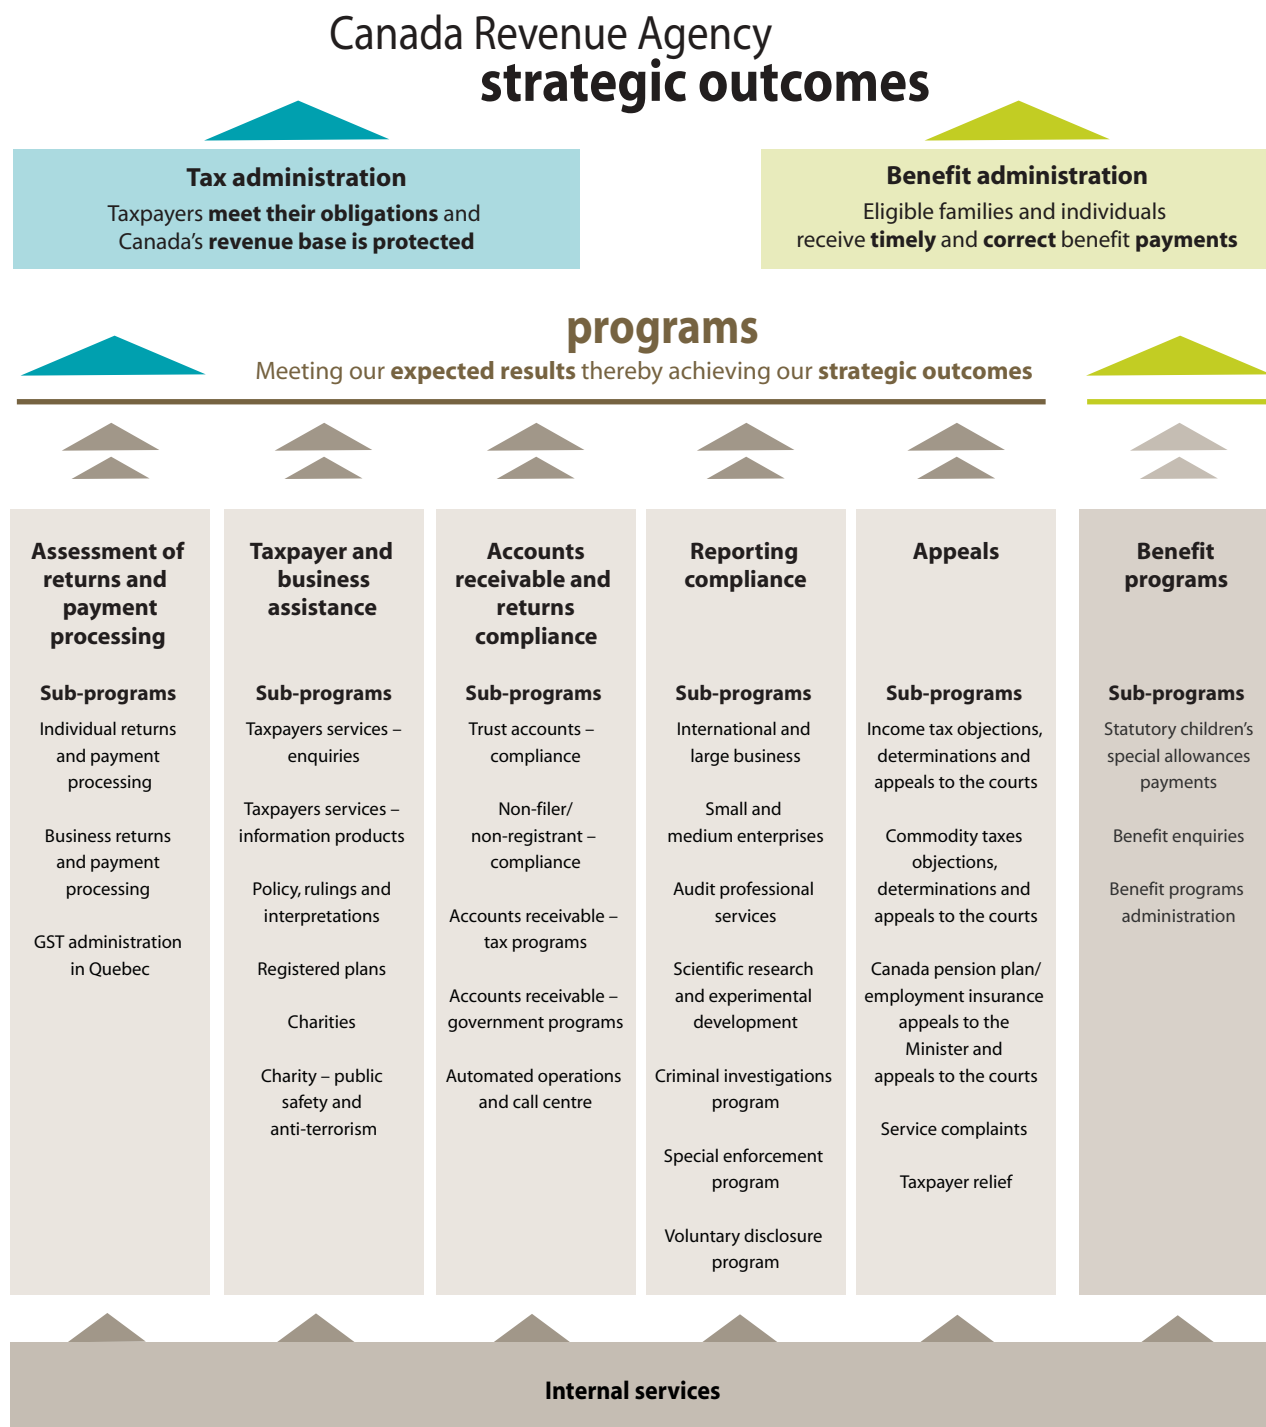 Canada Revenue Agency
strategic outcomes
Tax administration
Taxpayers meet their obligations and
Canada's revenue base is protected
Benefit administration
Eligible families and individuals
receive timely and correct benefit payments
programs
Meeting our expected results thereby achieving our strategic outcomes
Assessment of
returns and
payment
processing
Sub-programs
Individual returns
and payment
processing
Business returns
and payment
processing
GST administration
in Quebec
Taxpayer and
business
assistance
Sub-programs
Taxpayers services –
enquiries
Taxpayers services –
information products
Policy, rulings and
interpretations
Registered plans
Charities
Charity – public
safety and
anti-terrorism
Accounts
receivable and
returns
compliance
Sub-programs
Trust accounts –
compliance
Non-filer/
non-registrant –
compliance
Accounts receivable –
tax programs
Accounts receivable –
government programs
Automated operations
and call centre
Reporting
compliance
Sub-programs
International and
large business
Small and
medium enterprises
Audit professional
services
Scientific research
and experimental
development
Criminal investigations
program
Special enforcement
program
Voluntary disclosure
program
Appeals
Sub-programs
Income tax objections,
determinations and
appeals to the courts
Commodity taxes
objections,
determinations and
appeals to the courts
Canada pension plan/
employment insurance
appeals to the
Minister and
appeals to the courts
Service complaints
Taxpayer relief
Benefit
programs
Sub-programs
Statutory children's
special allowances
payments
Benefit enquiries
Benefit programs
administration
Internal services